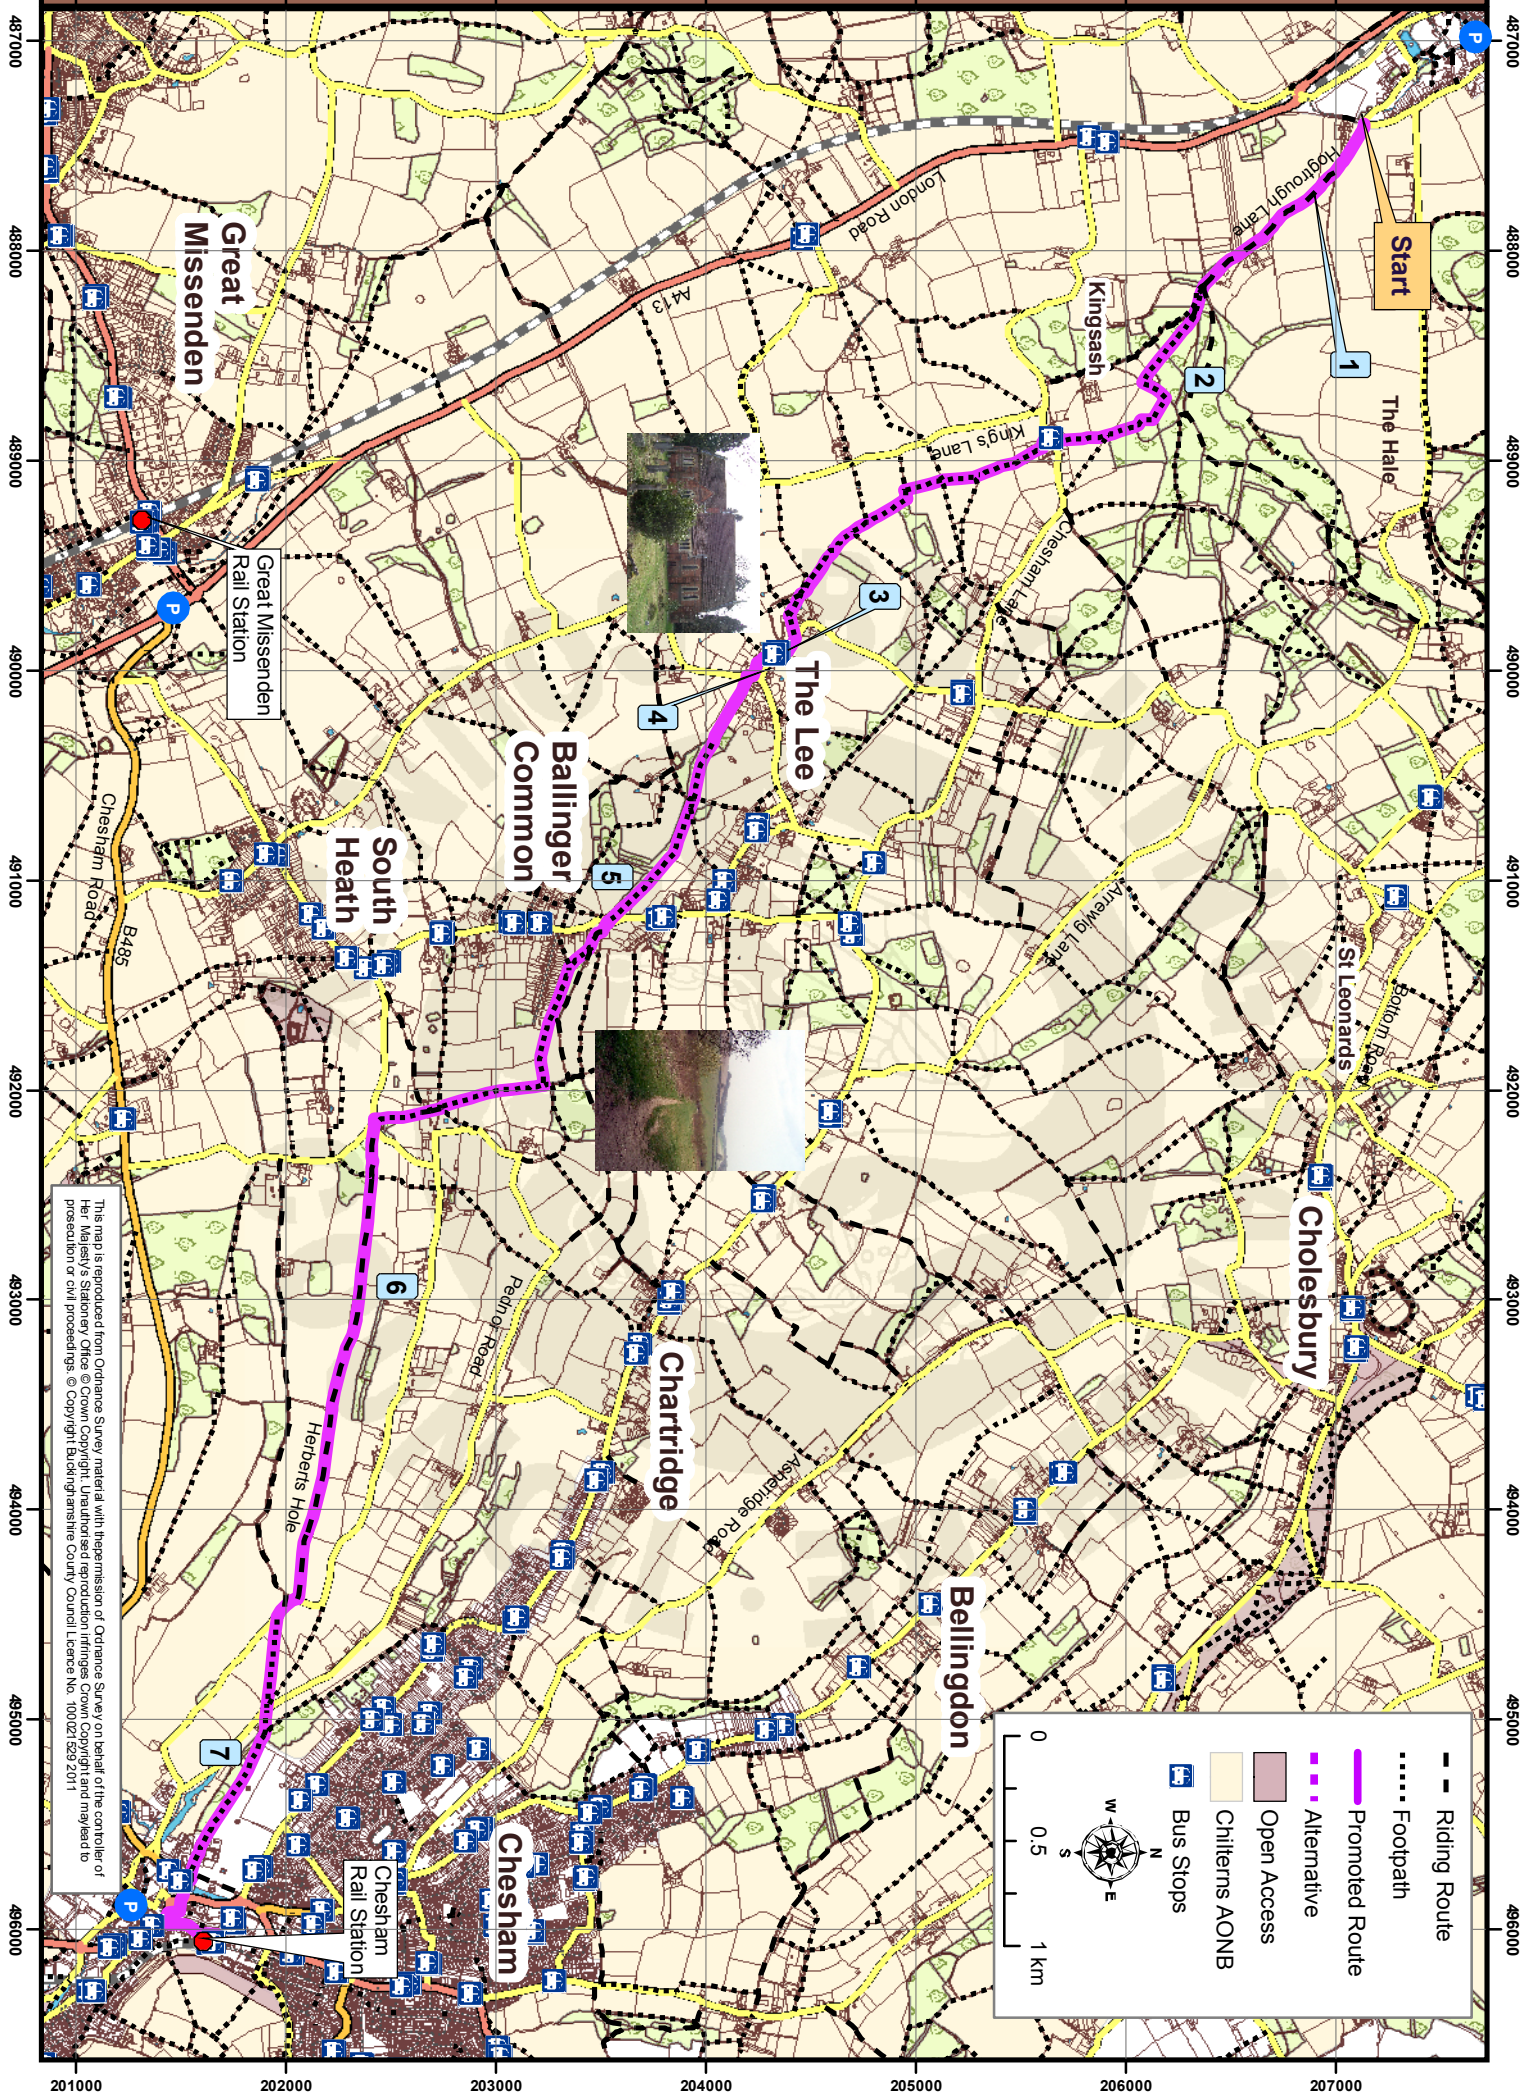 487000
488000
489000
490000
491000
492000
493000
494000
495000
496000
207000
206000
205000
204000
203000
202000
201000
P
Start
1
Hogtrough Lane
The Hale
2
Kingsash
King's Lane
London Road
A413
Chesham Lane
3
The Lee
4
Great
Missenden
Great Missenden
Rail Station
P
Ballinger
Common
5
South
Heath
Chesham Road
B485
Arrewig Lane
St Leonards
Bottom Road
Cholesbury
6
Pednor Road
Herberts Hole
Chartridge
Asheridge Road
Bellingdon
7
Chesham
Chesham
Rail Station
P
Riding Route
Footpath
Promoted Route
Alternative
Open Access
Chilterns AONB
Bus Stops
N
E
S
W
0
0.5
1 km
This map is reproduced from Ordnance Survey material with the permission of Ordnance Survey on behalf of the controller of
Her Majesty's Stationery Office © Crown Copyright. Unauthorised reproduction infringes Crown Copyright and may lead to
prosecution or civil proceedings. © Copyright Buckinghamshire County Council Licence No. 100021529 2011